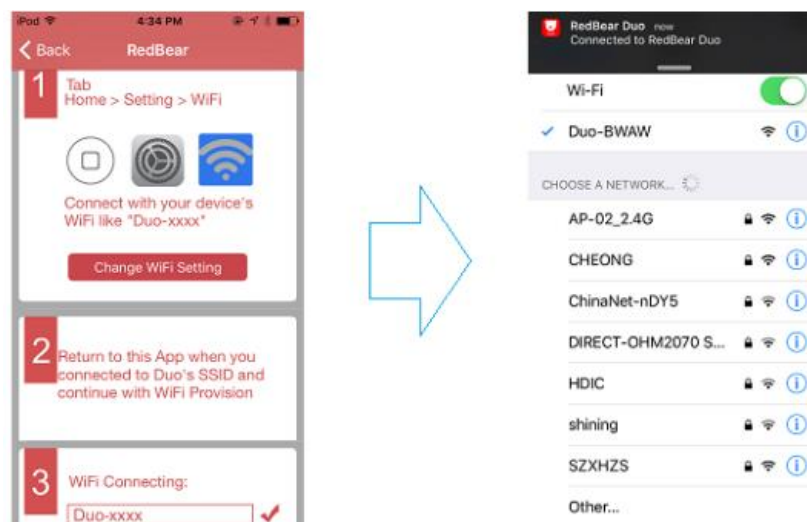 iPod 4:34 PM
Back RedBear
1 Tab
Home > Setting > WiFi
Connect with your device's
WiFi like "Duo-xxxx"
Change WiFi Setting
2 Return to this App when you
connected to Duo's SSID and
continue with WiFi Provision
3 WiFi Connecting:
Duo-xxxx
RedBear Duo now
Connected to RedBear Duo
Wi-Fi
Duo-BWAW
CHOOSE A NETWORK...
AP-02_2.4G
CHEONG
ChinaNet-nDY5
DIRECT-OHM2070 S...
HDIC
shining
SZXHZS
Other...